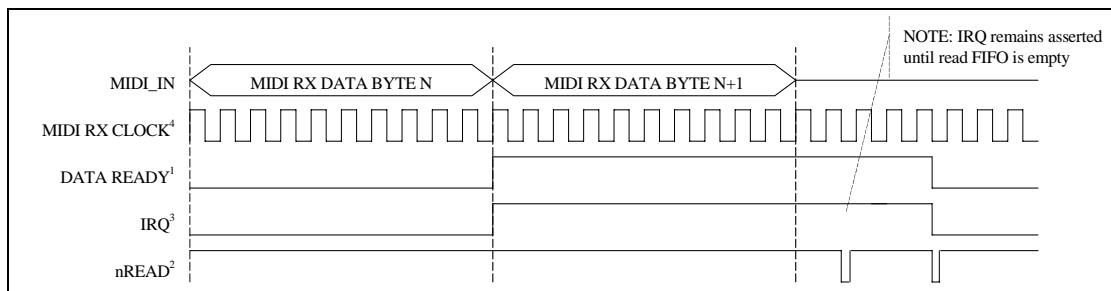 NOTE: IRQ remains asserted
until read FIFO is empty
MIDI_IN
MIDI RX DATA BYTE N
MIDI RX DATA BYTE N+1
MIDI RX CLOCK⁴
DATA READY¹
IRQ³
nREAD²